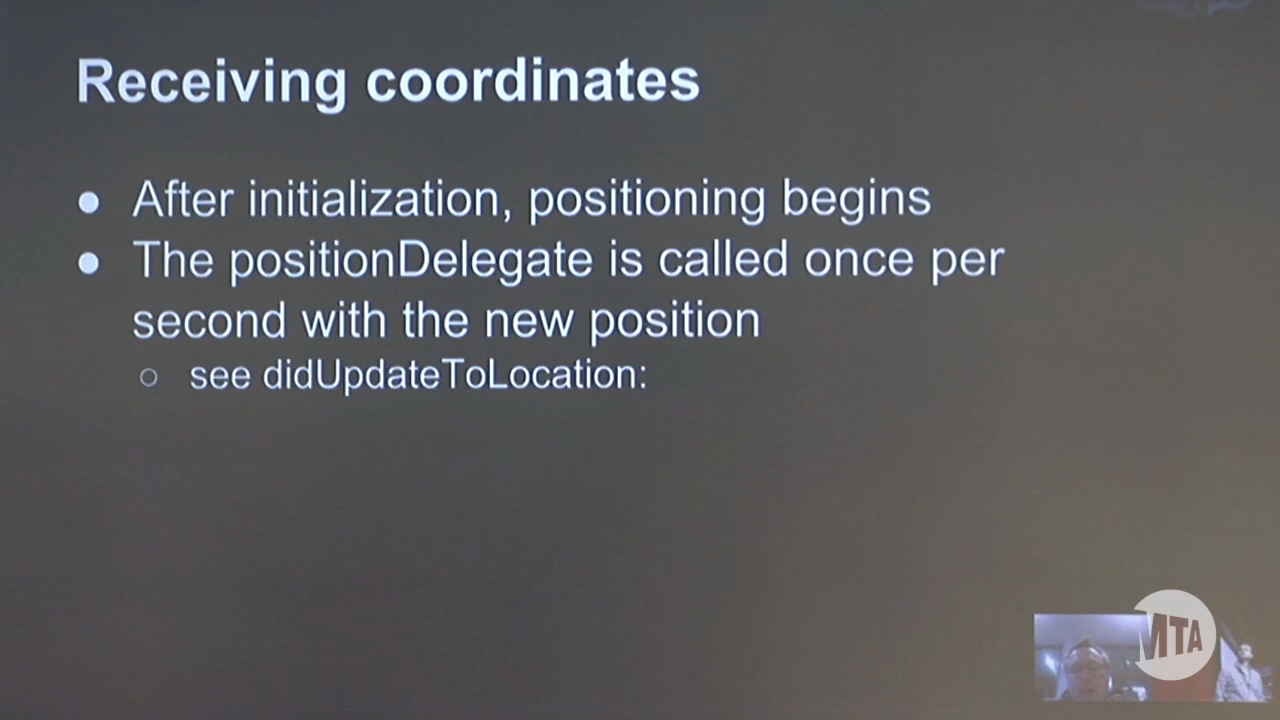 Receiving coordinates
● After initialization, positioning begins
● The positionDelegate is called once per
second with the new position
○ see didUpdateToLocation:
MTA